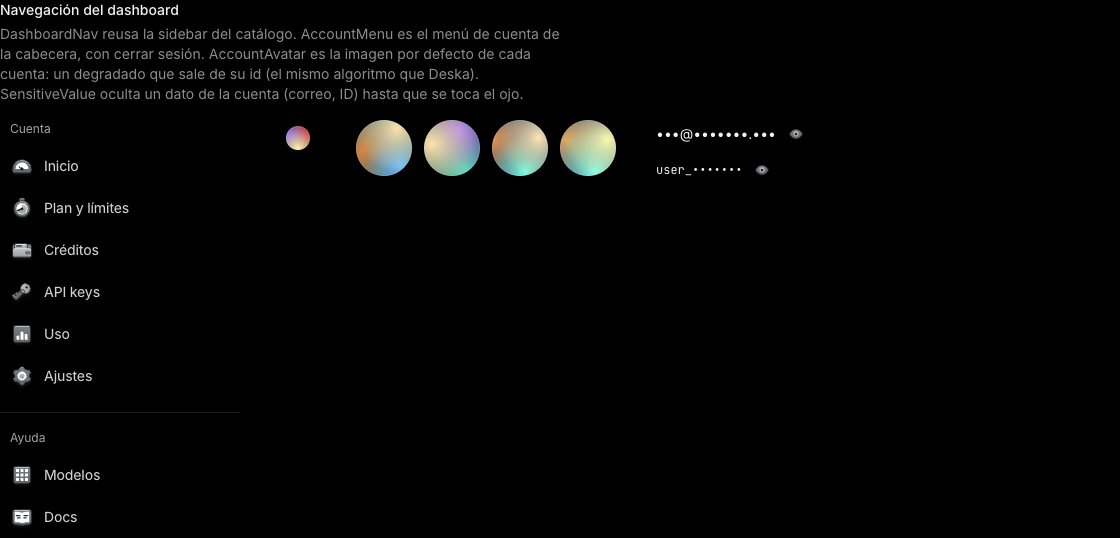 Navegación del dashboard
DashboardNav reusa la sidebar del catálogo. AccountMenu es el menú de cuenta de
la cabecera, con cerrar sesión. AccountAvatar es la imagen por defecto de cada
cuenta: un degradado que sale de su id (el mismo algoritmo que Deska).
SensitiveValue oculta un dato de la cuenta (correo, ID) hasta que se toca el ojo.
Cuenta
•••@•••••••.•••
Inicio
user_•••••••
Plan y límites
Créditos
API keys
Uso
Ajustes
Ayuda
Modelos
Docs